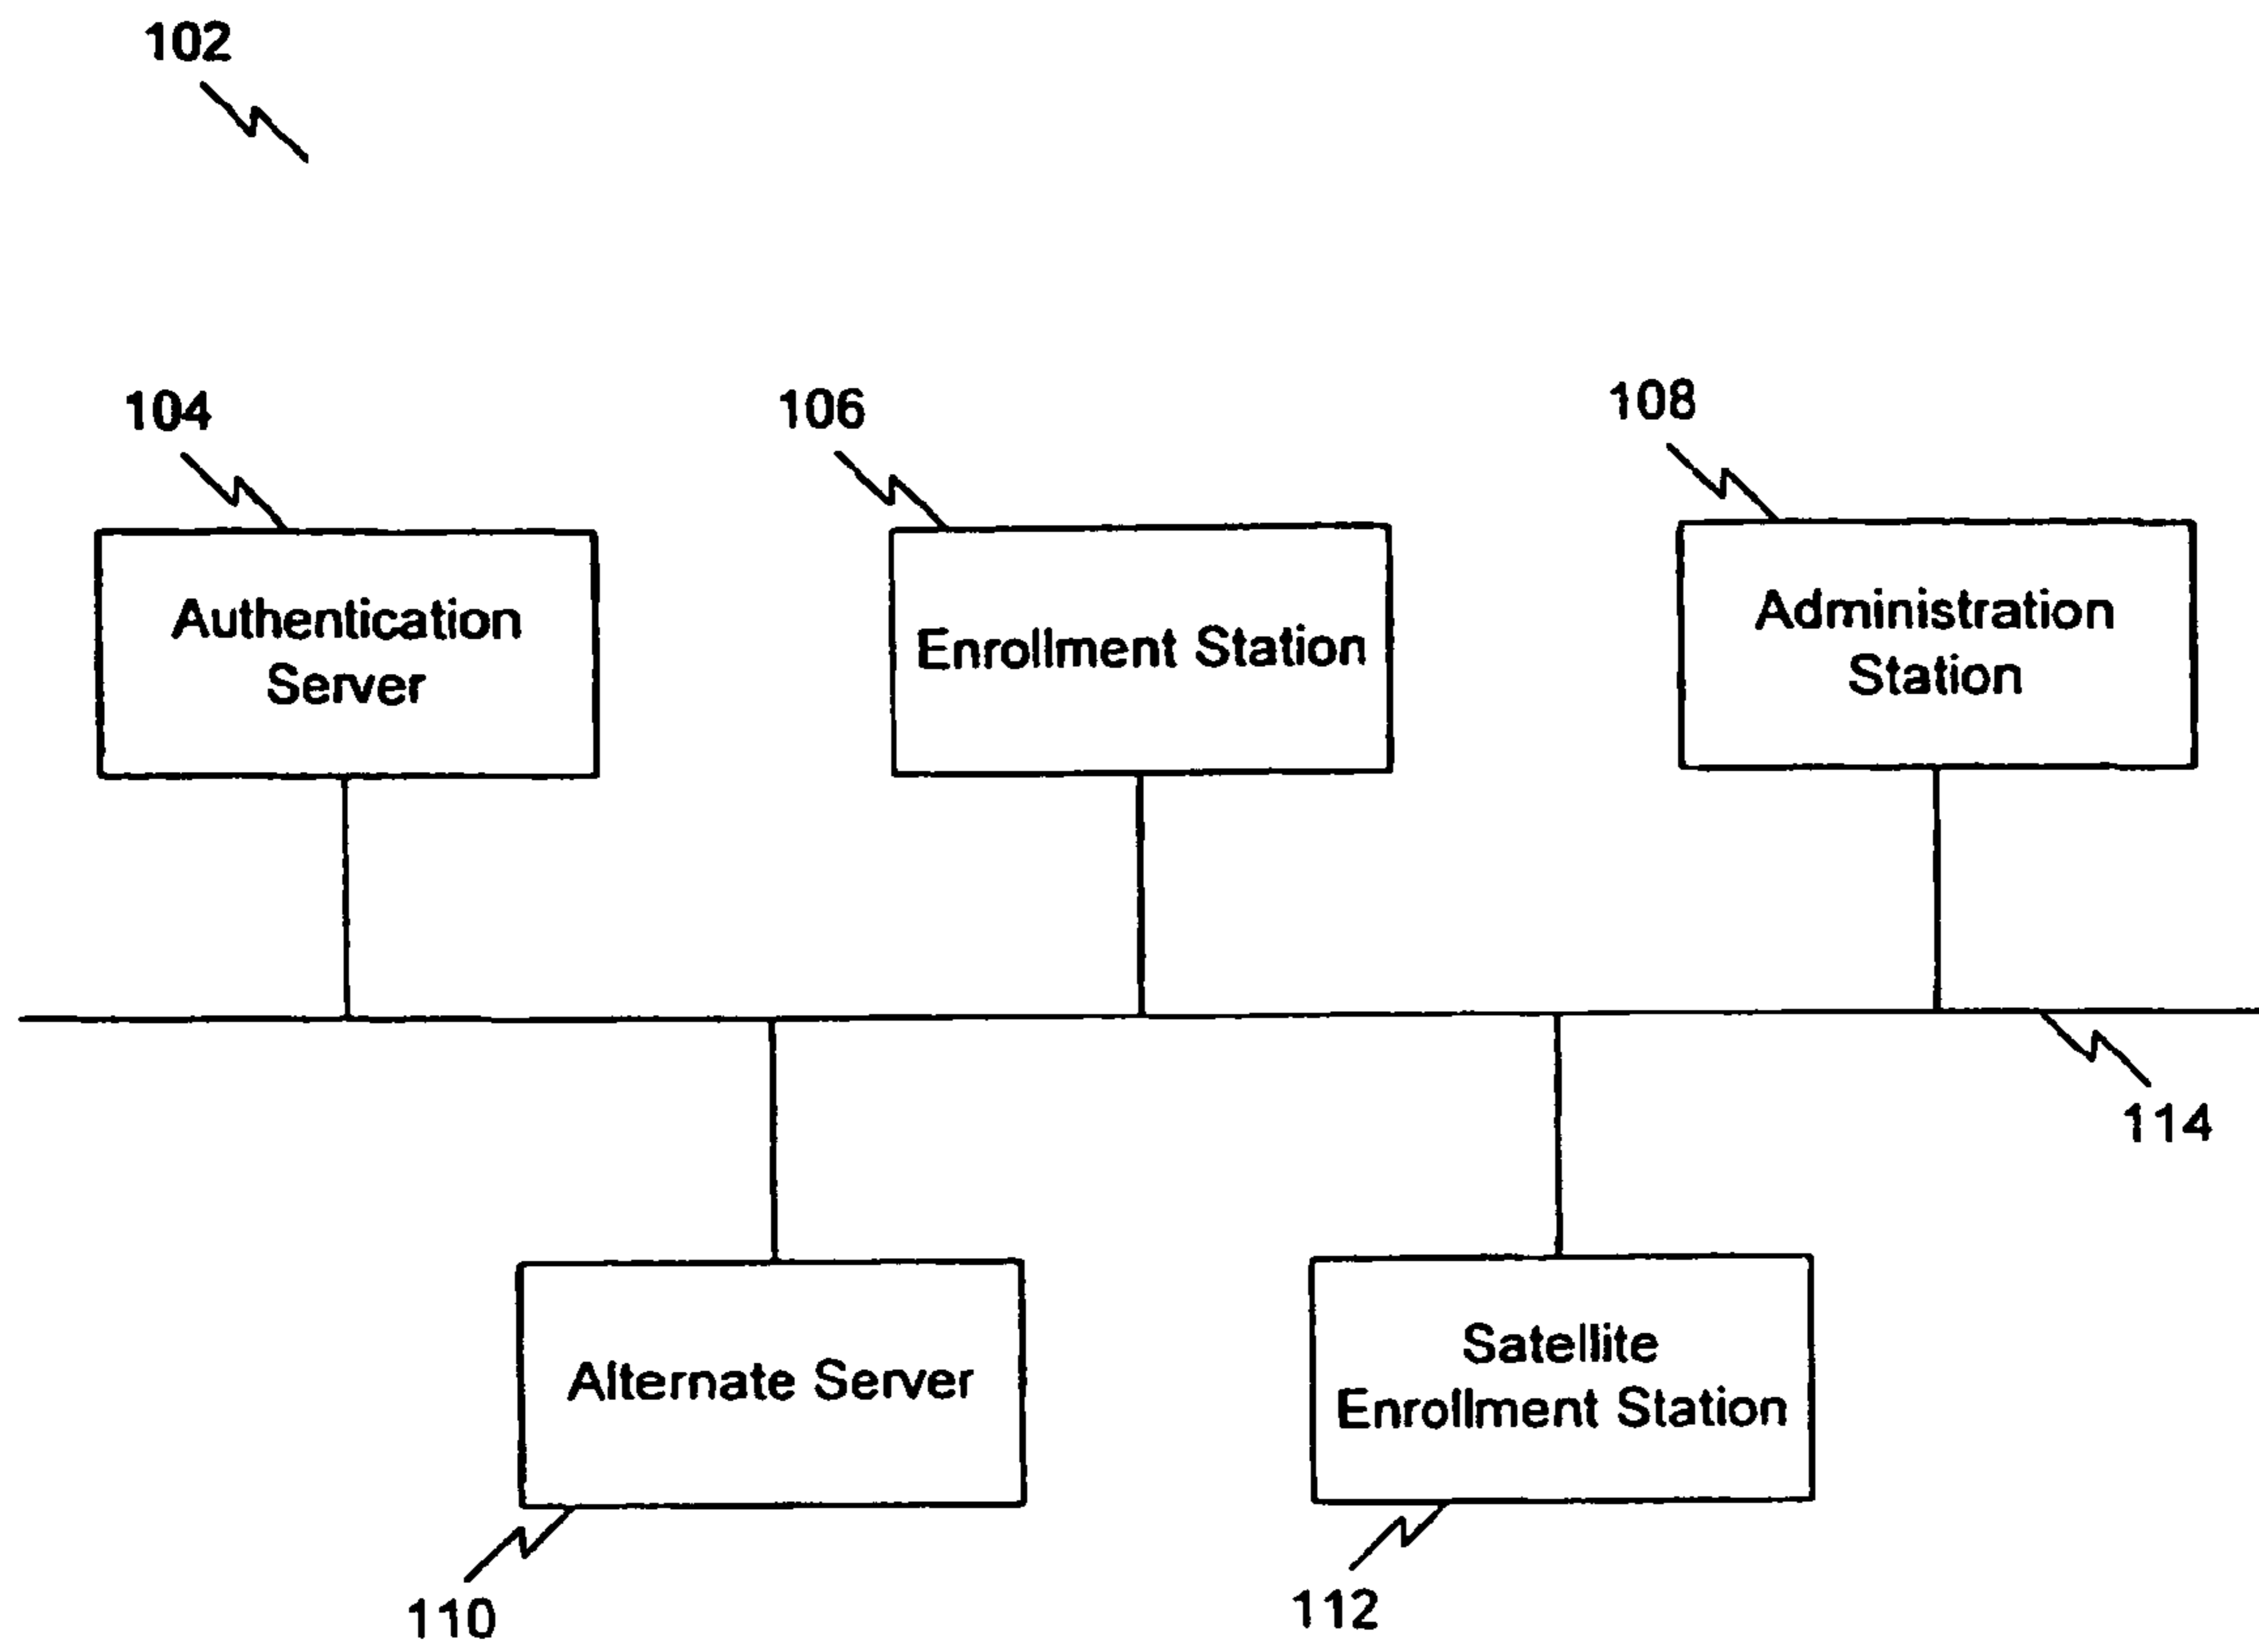 102
104
106
108
Authentication
Server
Enrollment Station
Administration
Station
114
Alternate Server
Satellite
Enrollment Station
110
112